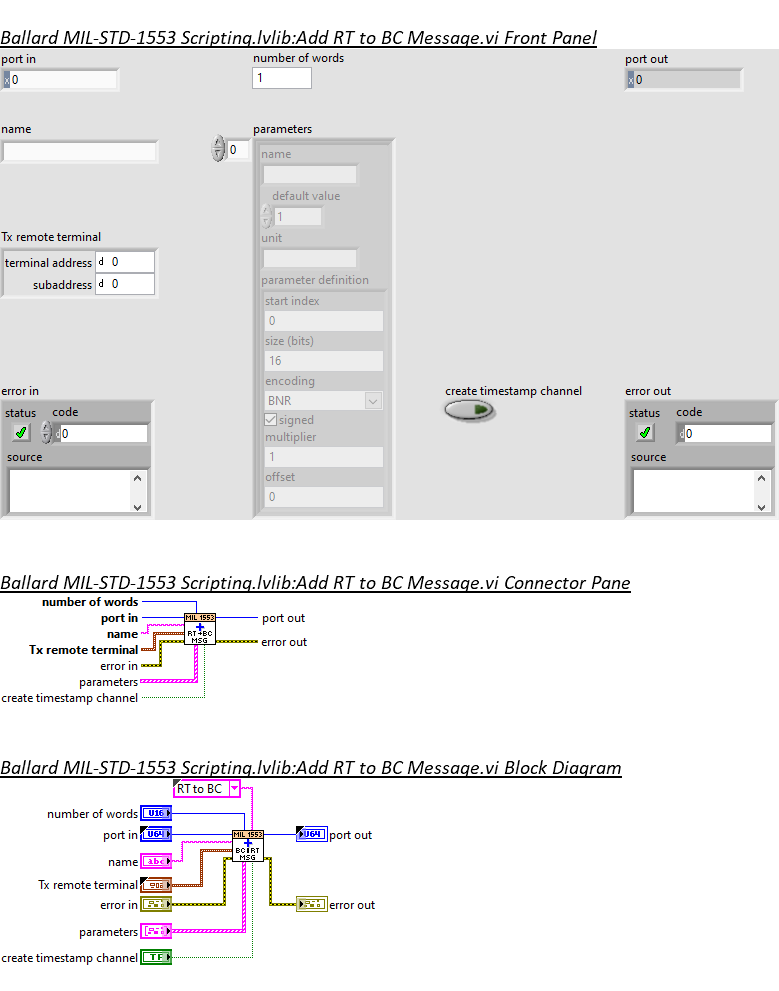 Ballard MIL-STD-1553 Scripting.lvlib:Add RT to BC Message.vi Front Panel
port in
number of words
port out
x 0
1
x 0
name
parameters
0
name
default value
1
Tx remote terminal
unit
terminal address d 0
subaddress d 0
parameter definition
start index
0
size (bits)
16
encoding
BNR
signed
multiplier
1
offset
0
create timestamp channel
error in
status code
d 0
source
error out
status code
d 0
source
Ballard MIL-STD-1553 Scripting.lvlib:Add RT to BC Message.vi Connector Pane
number of words
port in
name
Tx remote terminal
error in
parameters
create timestamp channel
MIL 1553
RT→BC
MSG
port out
error out
Ballard MIL-STD-1553 Scripting.lvlib:Add RT to BC Message.vi Block Diagram
RT to BC
number of words U16
port in U64
name abc
Tx remote terminal
error in
parameters
create timestamp channel TF
MIL 1553
MSG
U64 port out
error out